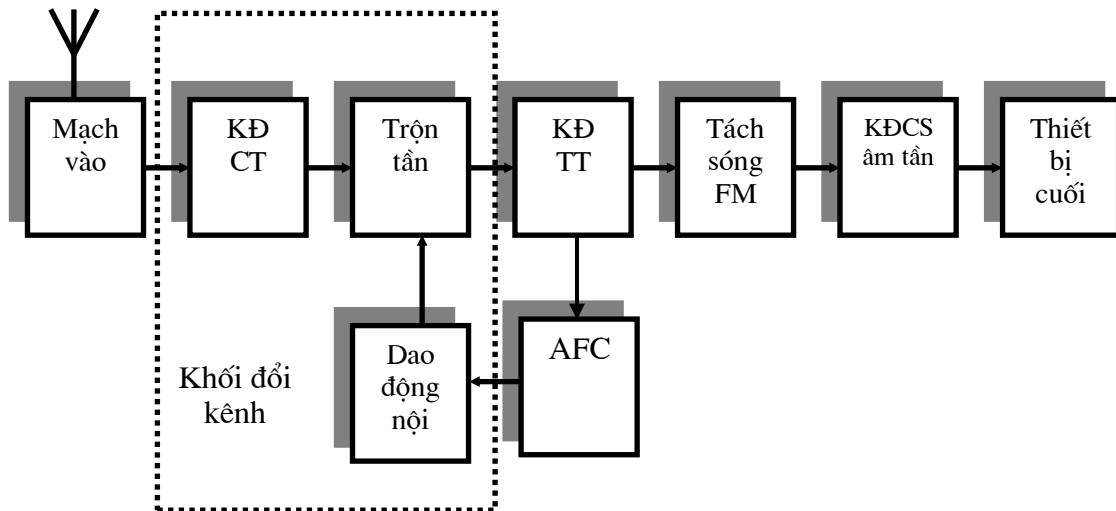 Mạch
vào
KĐ
CT
Trộn
tần
KĐ
TT
Tách
sóng
FM
KĐCS
âm tần
Thiết
bị
cuối
Khối đổi
kênh
Dao
động
nội
AFC